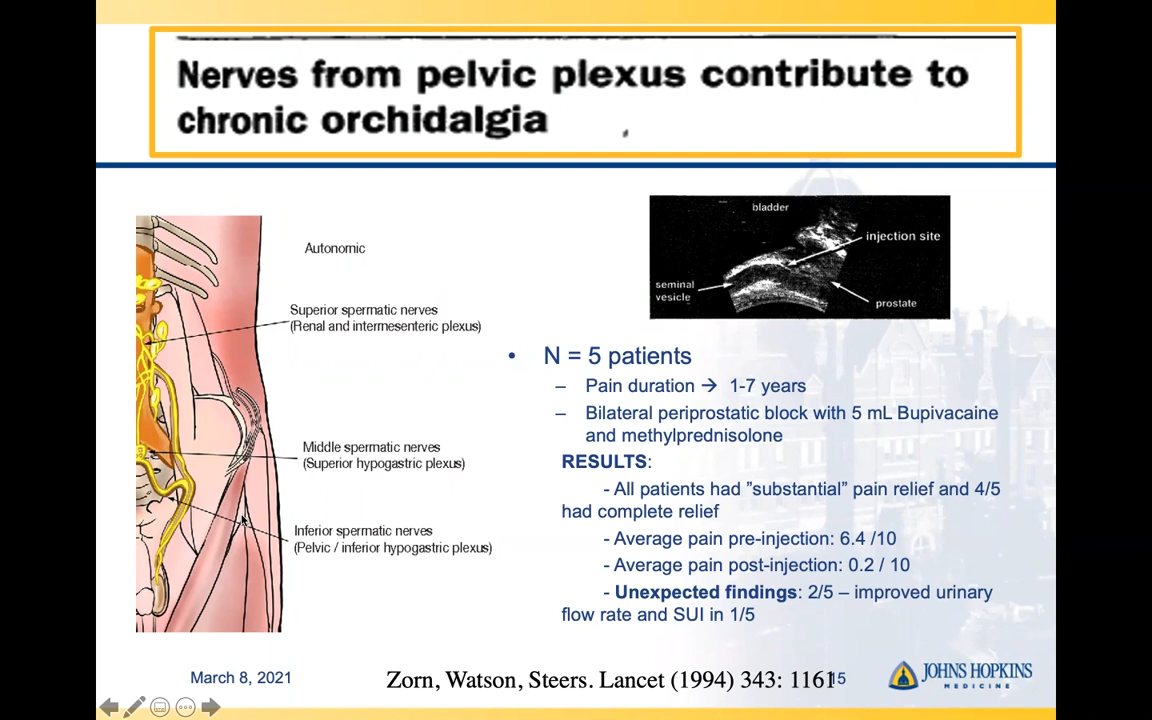 Nerves from pelvic plexus contribute to
chronic orchidalgia
Autonomic
Superior spermatic nerves
(Renal and intermesenteric plexus)
Middle spermatic nerves
(Superior hypogastric plexus)
Inferior spermatic nerves
(Pelvic / inferior hypogastric plexus)
bladder
injection site
seminal
vesicle
prostate
• N = 5 patients
– Pain duration → 1-7 years
– Bilateral periprostatic block with 5 mL Bupivacaine
and methylprednisolone
RESULTS:
- All patients had ”substantial” pain relief and 4/5
had complete relief
- Average pain pre-injection: 6.4 /10
- Average pain post-injection: 0.2 / 10
- Unexpected findings: 2/5 – improved urinary
flow rate and SUI in 1/5
March 8, 2021
Zorn, Watson, Steers. Lancet (1994) 343: 1161
15
JOHNS HOPKINS
MEDICINE